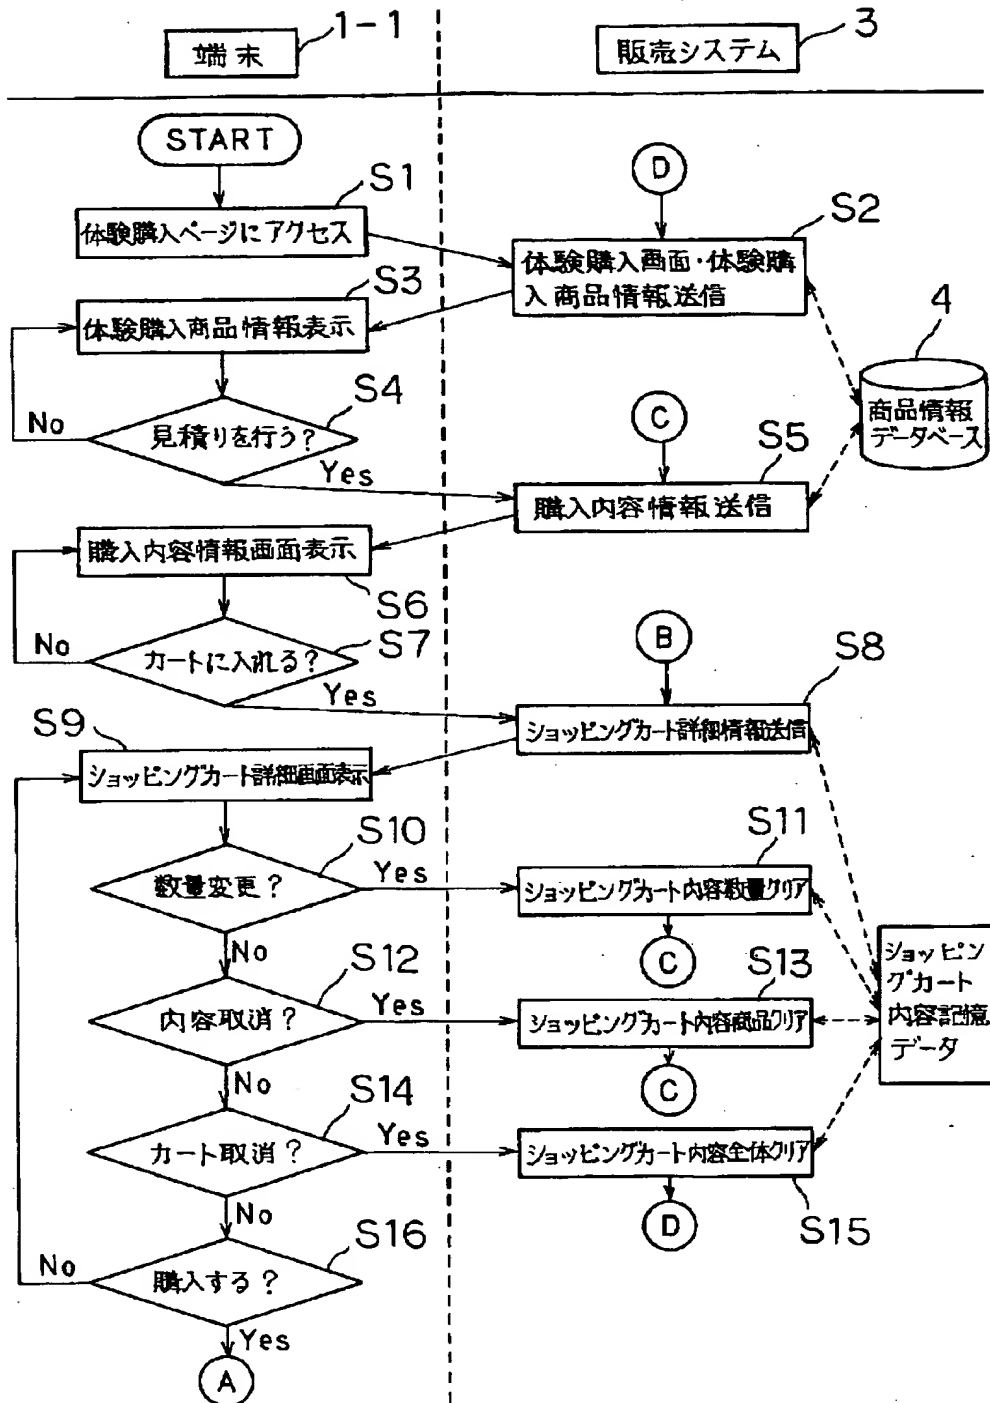 端末
1-1
販売システム
3
START
D
S1
S2
体験購入ページにアクセス
体験購入画面・体験購
入商品情報送信
S3
体験購入商品情報表示
4
商品情報
データベース
S4
見積りを行う?
No
Yes
C
S5
購入内容情報送信
購入内容情報画面表示
S6
S7
カートに入れる?
No
Yes
B
S8
ショッピングカート詳細情報送信
S9
ショッピングカート詳細画面表示
S10
数量変更?
Yes
No
S11
ショッピングカート内容数量クリア
C
ショッピン
グカート
内容記憶
データ
S12
内容取消?
Yes
No
S13
ショッピングカート内容商品クリア
C
S14
カート取消?
Yes
No
ショッピングカート内容全体クリア
S15
D
S16
購入する?
No
Yes
A